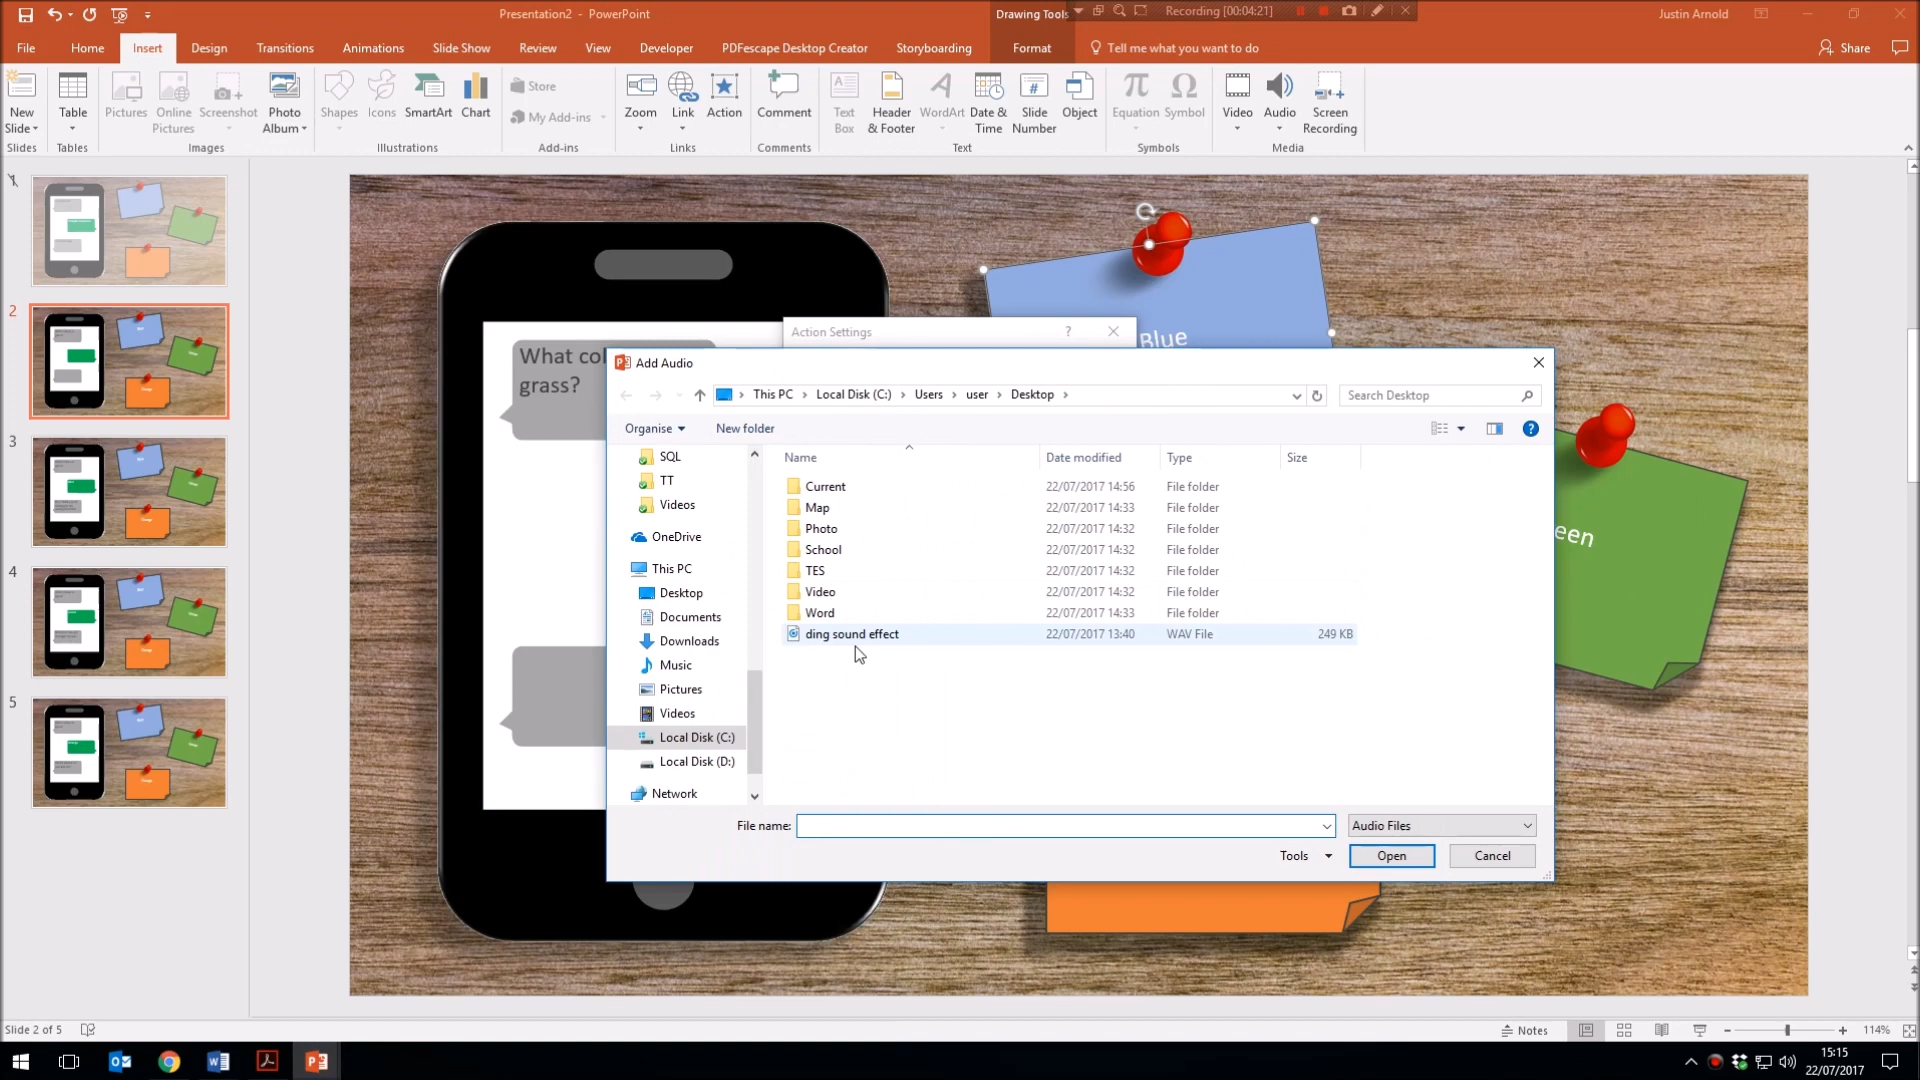 Presentation2 - PowerPoint
Drawing Tools
Recording [00:04:21]
Justin Arnold
File Home Insert Design Transitions Animations Slide Show Review View Developer PDFescape Desktop Creator Storyboarding Format Tell me what you want to do Share
New Slide
Table
Pictures
Online Pictures
Screenshot
Photo Album
Shapes
Icons
SmartArt
Chart
Store
My Add-ins
Zoom
Link
Action
Comment
Text Box
Header & Footer
WordArt
Date & Time
Slide Number
Object
Equation
Symbol
Video
Audio
Screen Recording
Slides Tables Images Illustrations Add-ins Links Comments Text Symbols Media
1
2
3
4
5
What col
grass?
Blue
een
Action Settings ?
Add Audio
This PC > Local Disk (C:) > Users > user > Desktop >
Search Desktop
Organise New folder
SQL
TT
Videos
OneDrive
This PC
Desktop
Documents
Downloads
Music
Pictures
Videos
Local Disk (C:)
Local Disk (D:)
Network
Name Date modified Type Size
Current 22/07/2017 14:56 File folder
Map 22/07/2017 14:33 File folder
Photo 22/07/2017 14:32 File folder
School 22/07/2017 14:32 File folder
TES 22/07/2017 14:32 File folder
Video 22/07/2017 14:32 File folder
Word 22/07/2017 14:33 File folder
ding sound effect 22/07/2017 13:40 WAV File 249 KB
File name: Audio Files
Tools Open Cancel
Slide 2 of 5
Notes
114%
15:15
22/07/2017